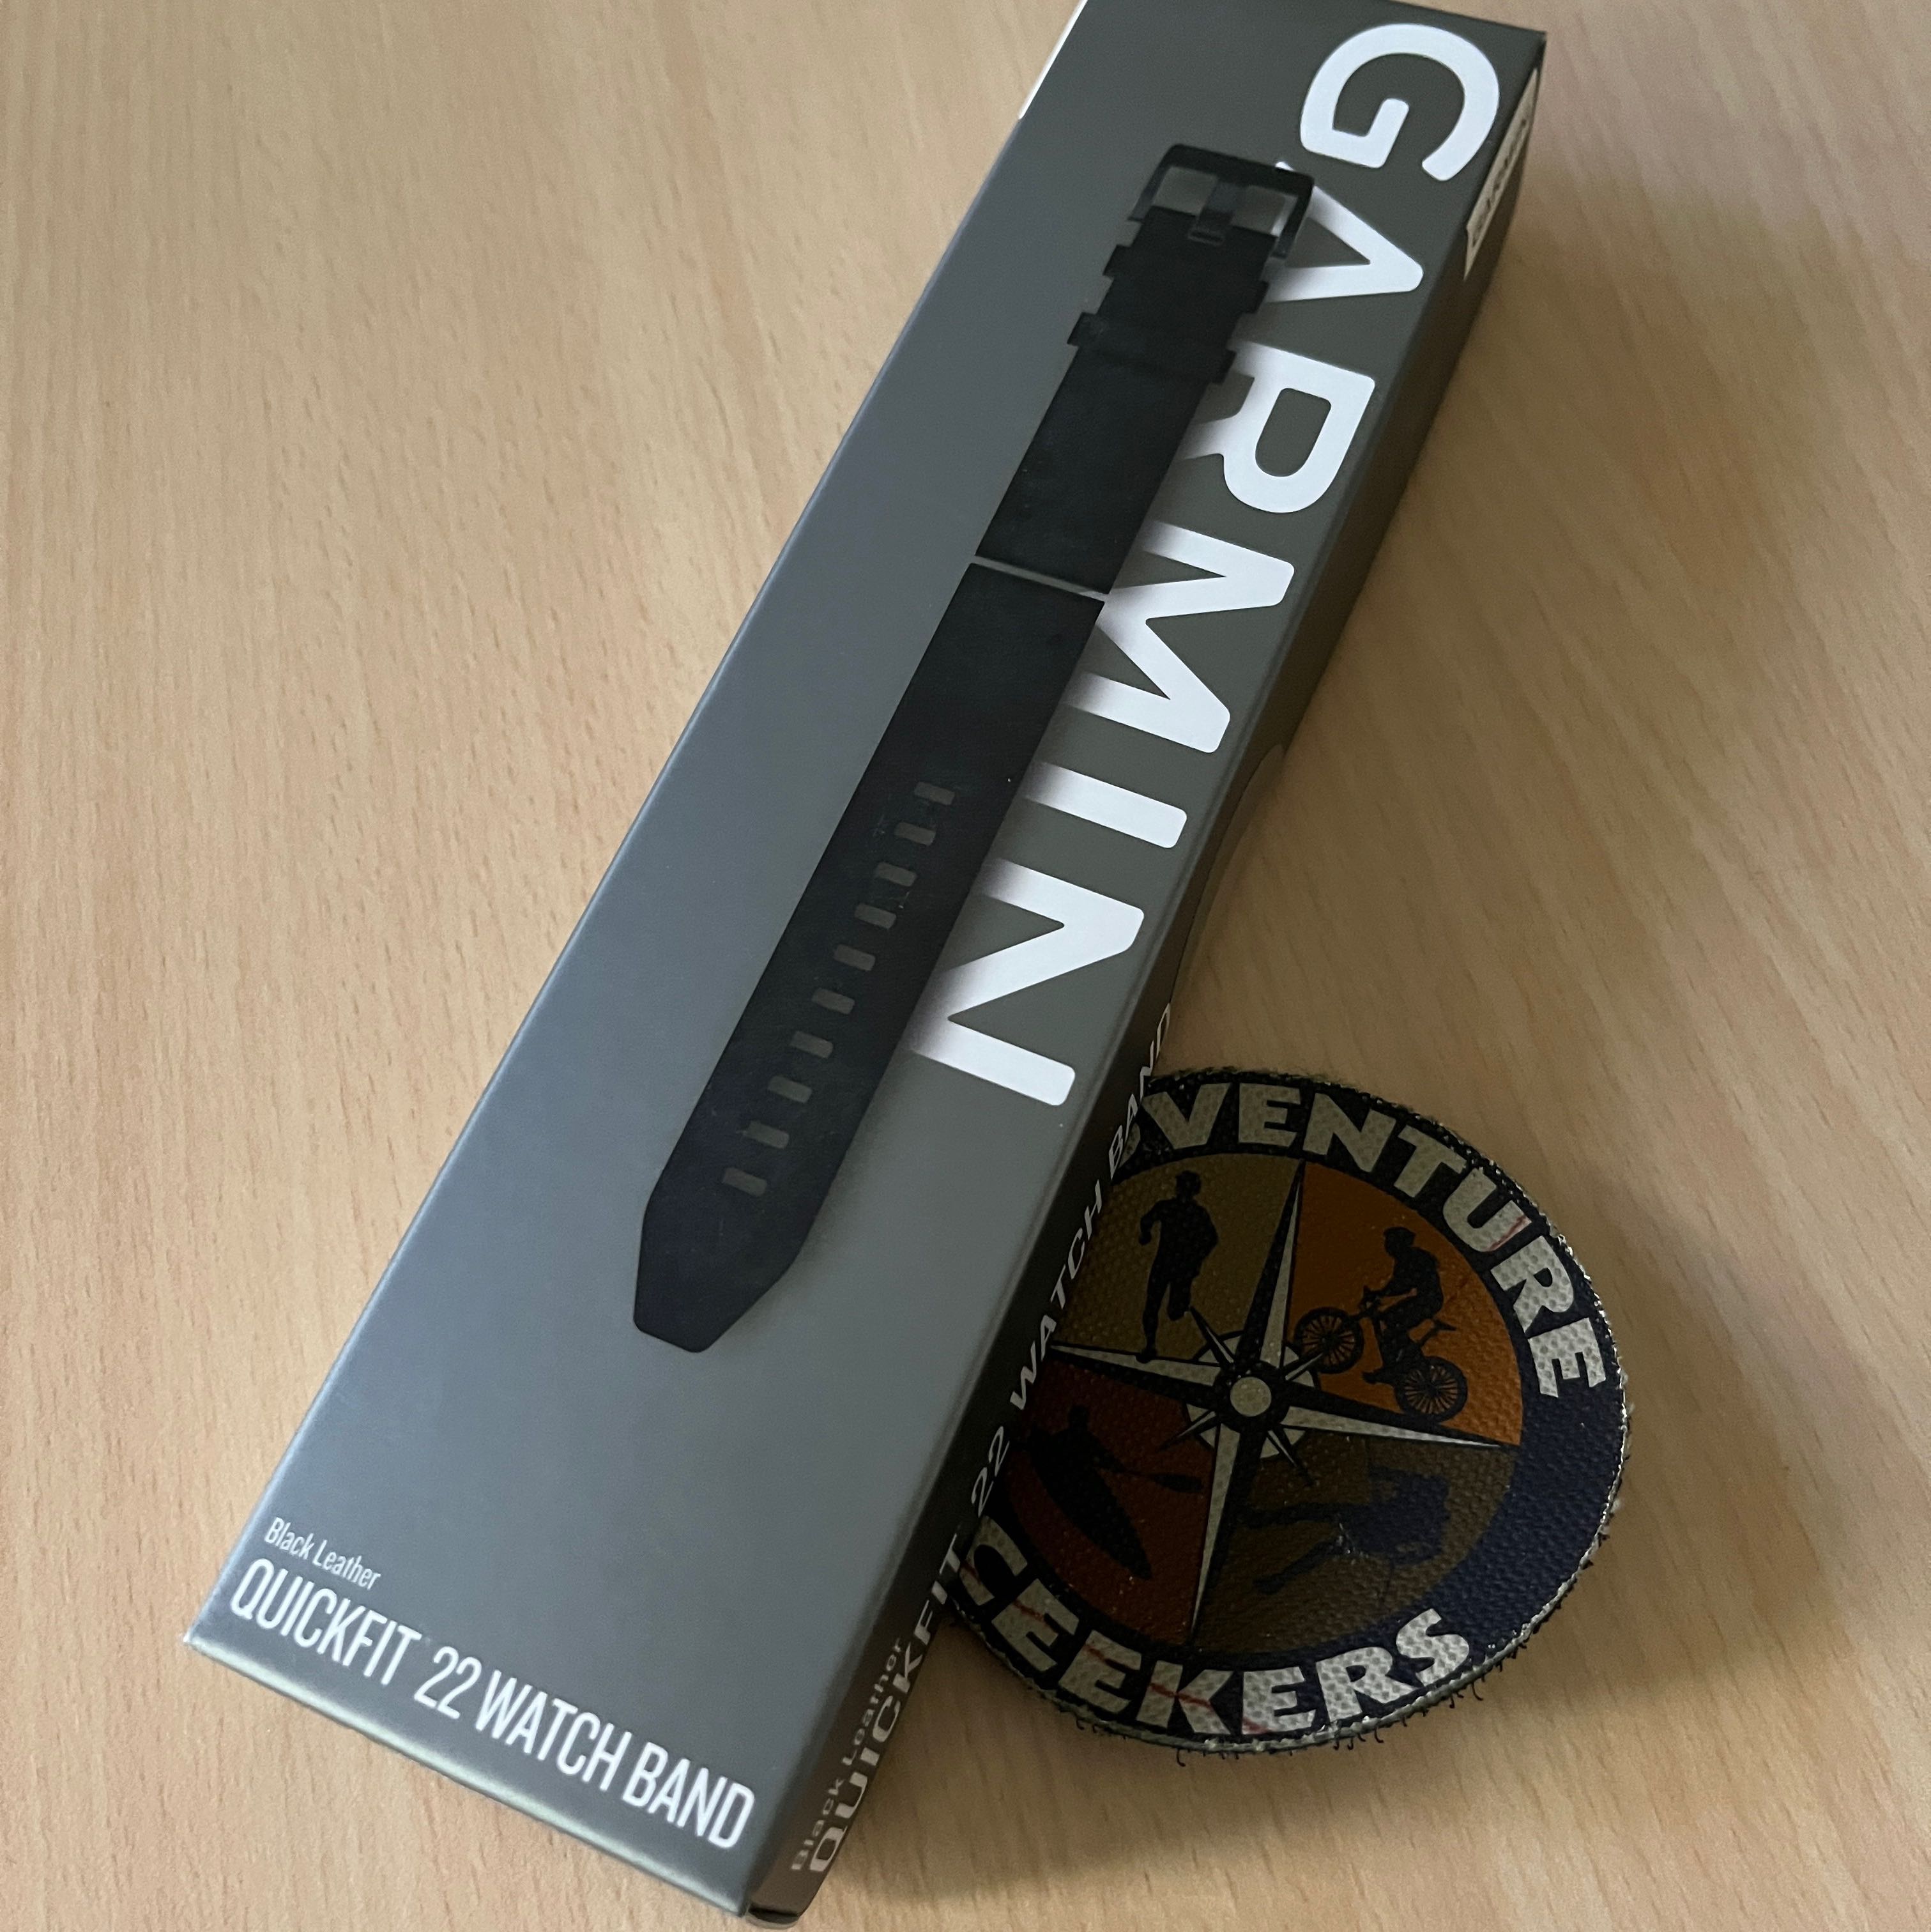 GARMIN
Black Leather
QUICKFIT 22 WATCH BAND
Black Leather
QUICKFIT 22 WATCH BAND
VENTURE
SEEKERS